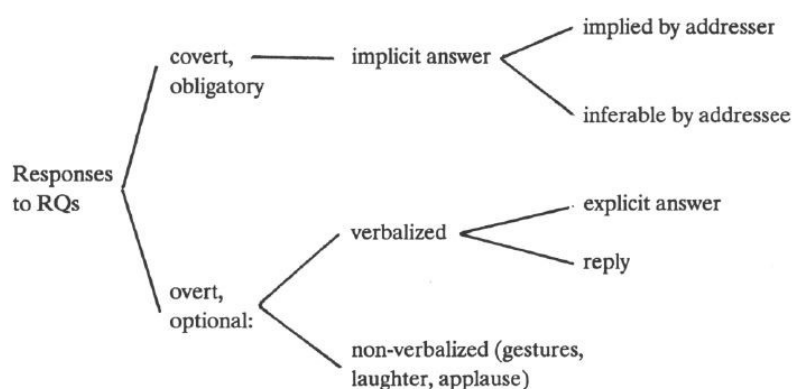 implied by addresser
covert,
obligatory
implicit answer
inferable by addressee
Responses
to RQs
explicit answer
verbalized
reply
overt,
optional:
non-verbalized (gestures,
laughter, applause)